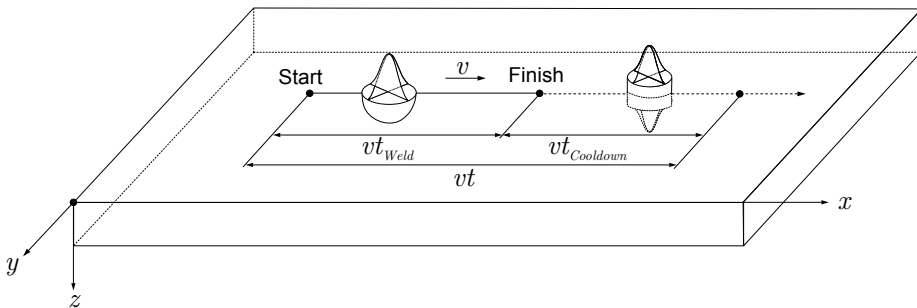 v
Start
Finish
vt_Weld
vt_Cooldown
vt
x
y
z